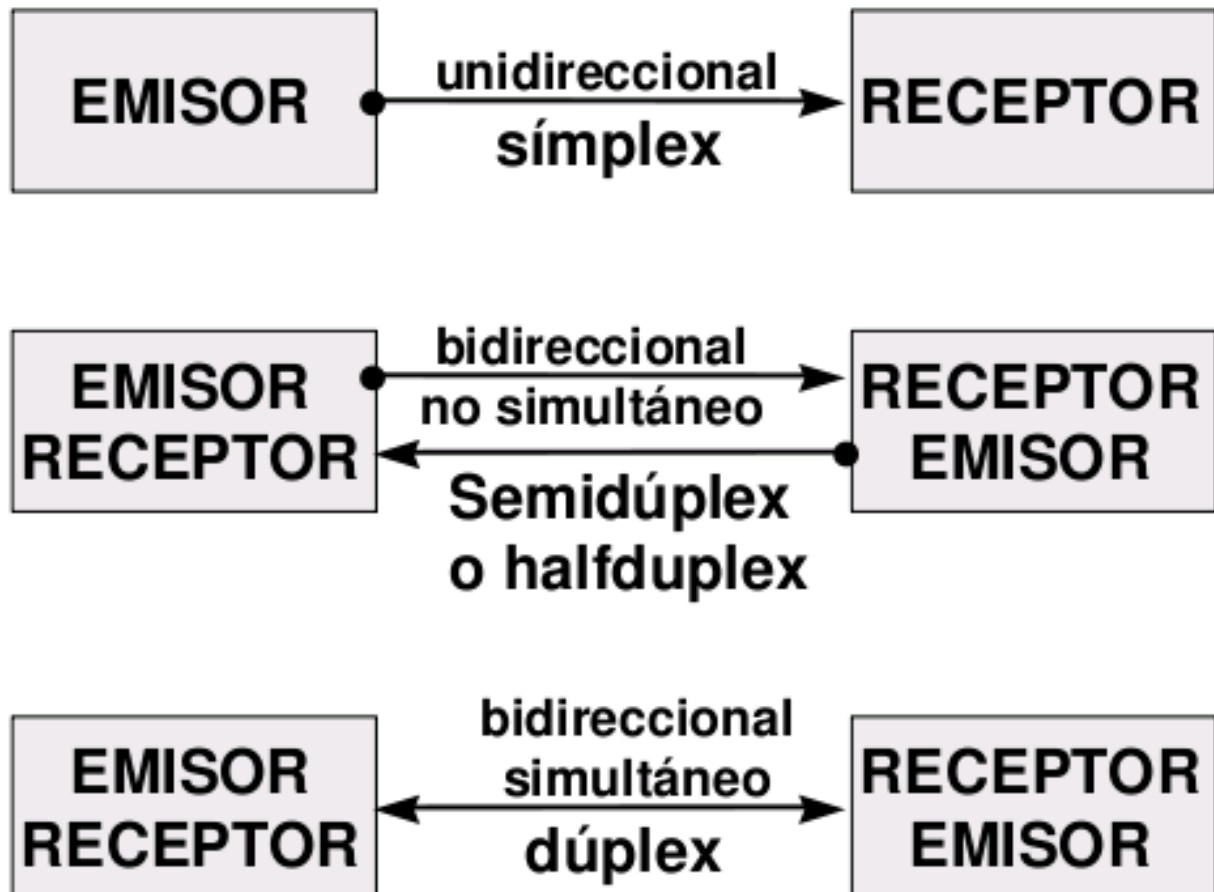 EMISOR
unidireccional
símplex
RECEPTOR
EMISOR
RECEPTOR
bidireccional
no simultáneo
Semidúplex
o halfduplex
RECEPTOR
EMISOR
EMISOR
RECEPTOR
bidireccional
simultáneo
dúplex
RECEPTOR
EMISOR